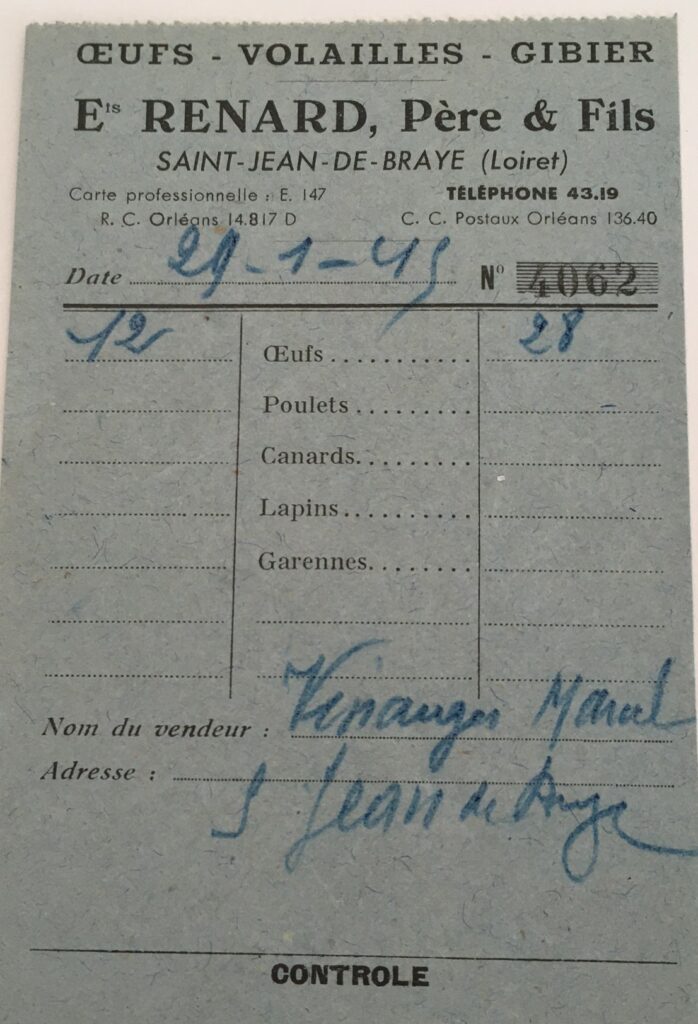 ŒUFS - VOLAILLES - GIBIER
Ets RENARD, Père & Fils
SAINT-JEAN-DE-BRAYE (Loiret)
Carte professionnelle : E. 147 TÉLÉPHONE 43.19
R. C. Orléans 14.817 D C. C. Postaux Orléans 136.40
Date 29-1-45 N° 4062
12 Œufs 28
Poulets
Canards
Lapins
Garennes
Nom du vendeur : Marcel
Adresse :
S Jean de Braye
CONTROLE